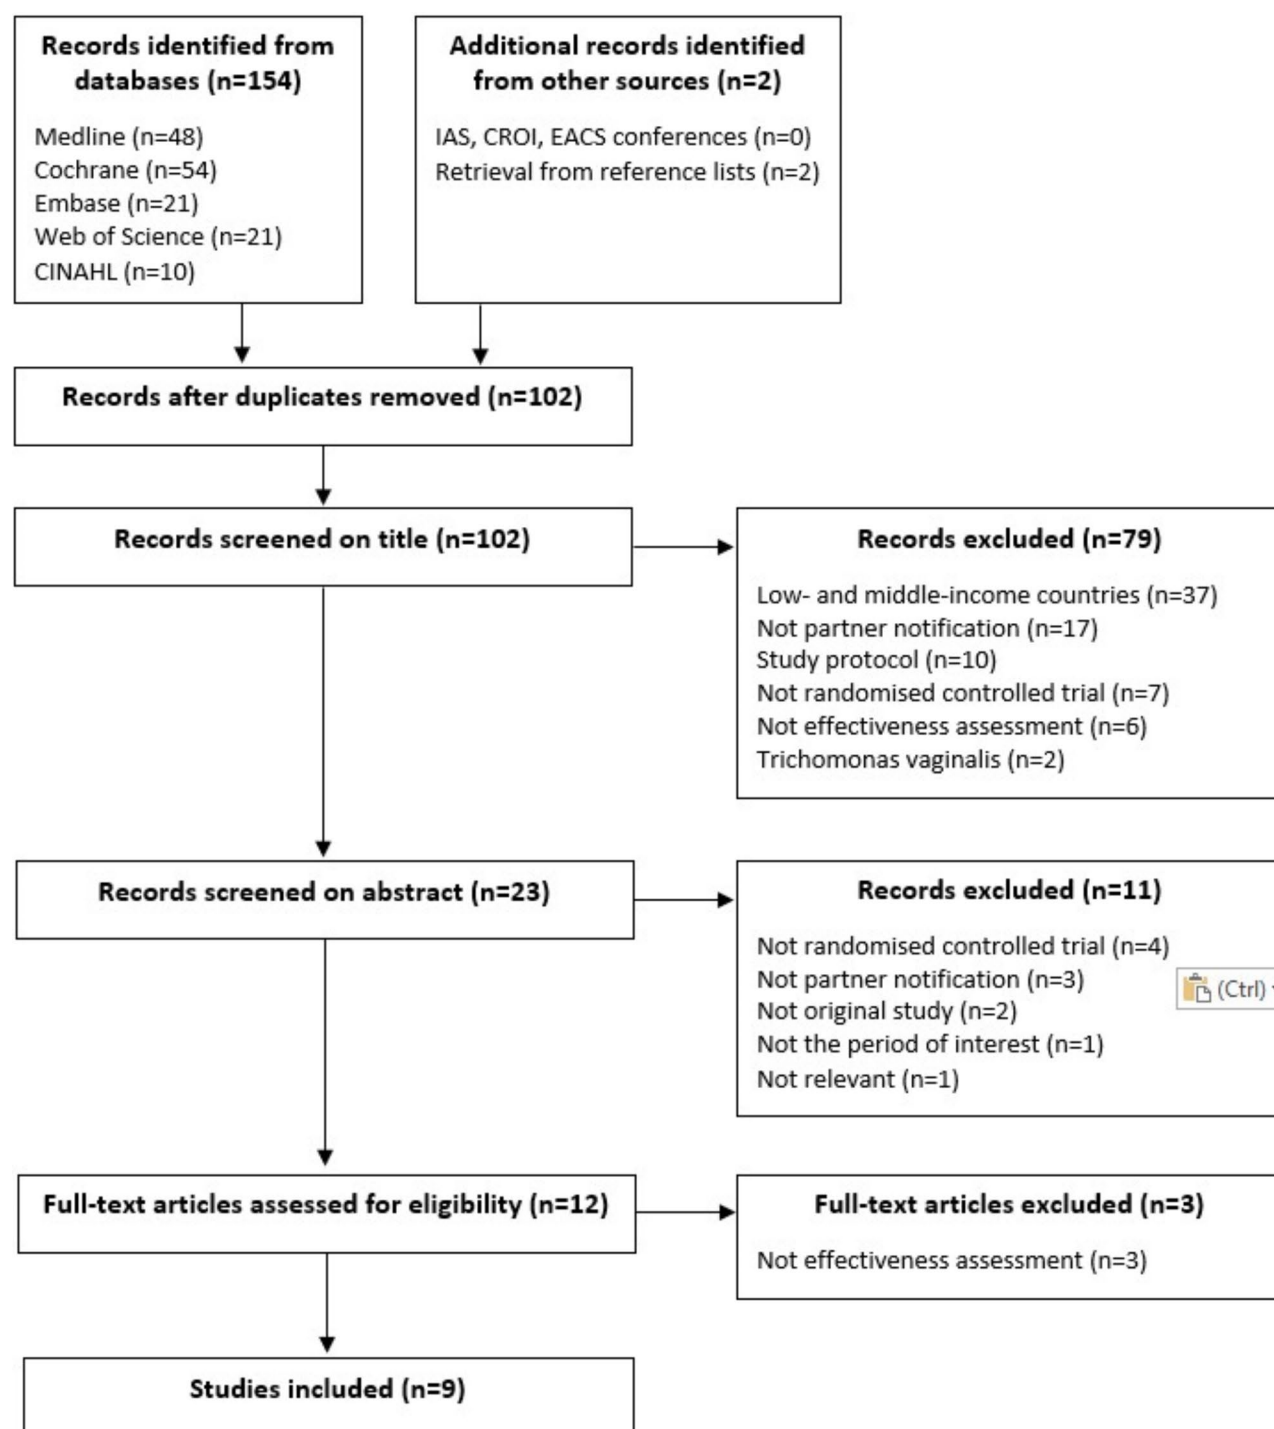 Records identified from
databases (n=154)
Medline (n=48)
Cochrane (n=54)
Embase (n=21)
Web of Science (n=21)
CINAHL (n=10)
Additional records identified
from other sources (n=2)
IAS, CROI, EACS conferences (n=0)
Retrieval from reference lists (n=2)
Records after duplicates removed (n=102)
Records screened on title (n=102)
Records excluded (n=79)
Low- and middle-income countries (n=37)
Not partner notification (n=17)
Study protocol (n=10)
Not randomised controlled trial (n=7)
Not effectiveness assessment (n=6)
Trichomonas vaginalis (n=2)
Records screened on abstract (n=23)
Records excluded (n=11)
Not randomised controlled trial (n=4)
Not partner notification (n=3)
Not original study (n=2)
Not the period of interest (n=1)
Not relevant (n=1)
(Ctrl)
Full-text articles assessed for eligibility (n=12)
Full-text articles excluded (n=3)
Not effectiveness assessment (n=3)
Studies included (n=9)